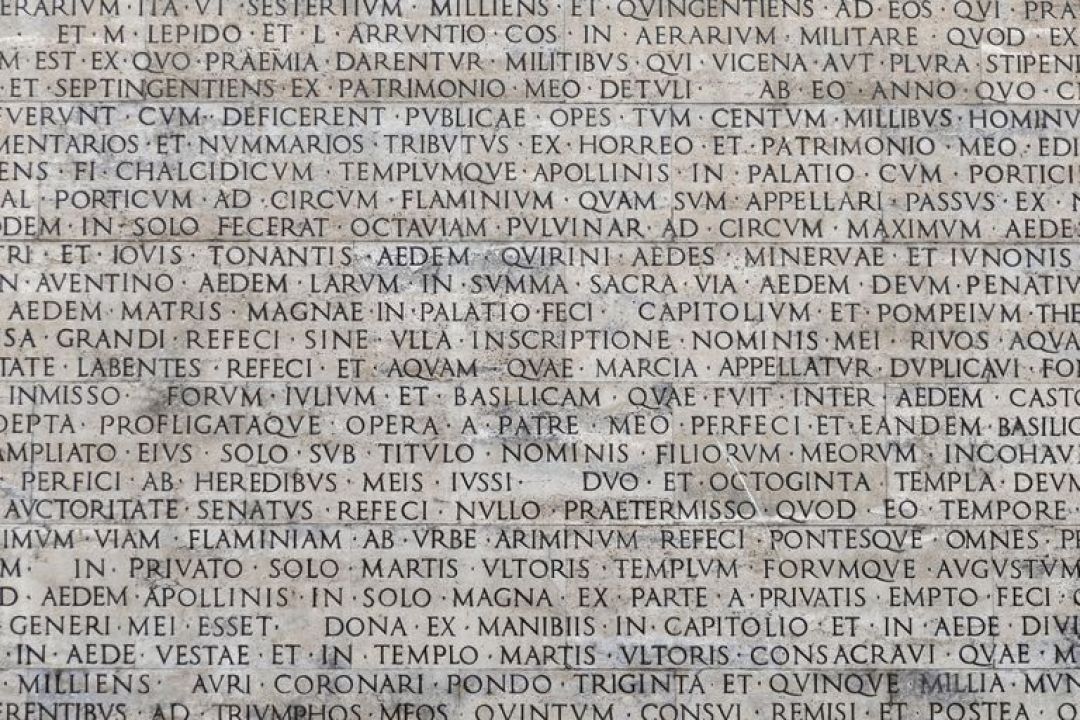 ERARIVM · ITA · VT · SESTERTIVM · MILLIENS · ET · QVINGENTIENS · AD · EOS · QVI · PRA
· ET · M · LEPIDO · ET · L · ARRVNTIO · COS · IN · AERARIVM · MILITARE · QVOD · EX
M · EST · EX · QVO · PRAEMIA · DARENTVR · MILITIBVS · QVI · VICENA · AVT · PLVRA · STIPEN
· ET · SEPTINGENTIENS · EX · PATRIMONIO · MEO · DETVLI · AB · EO · ANNO · QVO · C
FVERVNT · CVM · DEFICERENT · PVBLICAE · OPES · TVM · CENTVM · MILLIBVS · HOMINV
MENTARIOS · ET · NVMMARIOS · TRIBVTVS · EX · HORREO · ET · PATRIMONIO · MEO · EDI
ENS · FI · CHALCIDICVM · TEMPLVMQVE · APOLLINIS · IN · PALATIO · CVM · PORTICI
AL · PORTICVM · AD · CIRCVM · FLAMINIVM · QVAM · SVM · APPELLARI · PASSVS · EX · N
ODEM · IN · SOLO · FECERAT · OCTAVIAM · PVLVINAR · AD · CIRCVM · MAXIMVM · AEDE
TRI · ET · IOVIS · TONANTIS · AEDEM · QVIRINI · AEDES · MINERVAE · ET · IVNONIS
N · AVENTINO · AEDEM · LARVM · IN · SVMMA · SACRA · VIA · AEDEM · DEVM · PENATIV
· AEDEM · MATRIS · MAGNAE · IN · PALATIO · FECI · CAPITOLIVM · ET · POMPEIVM · THE
SA · GRANDI · REFECI · SINE · VLLA · INSCRIPTIONE · NOMINIS · MEI · RIVOS · AQVA
TATE · LABENTES · REFECI · ET · AQVAM · QVAE · MARCIA · APPELLATVR · DVPLICAVI · FO
· INMISSO · FORVM · IVLIVM · ET · BASILICAM · QVAE · FVIT · INTER · AEDEM · CASTO
OEPTA · PROFLIGATAQVE · OPERA · A · PATRE · MEO · PERFECI · ET · EANDEM · BASILIC
AMPLIATO · EIVS · SOLO · SVB · TITVLO · NOMINIS · FILIORVM · MEORVM · INCOHAV
· PERFICI · AB · HEREDIBVS · MEIS · IVSSI · DVO · ET · OCTOGINTA · TEMPLA · DEVM
· AVCTORITATE · SENATVS · REFECI · NVLLO · PRAETERMISSO · QVOD · EO · TEMPORE ·
IMVM · VIAM · FLAMINIAM · AB · VRBE · ARIMINVM · REFECI · PONTESQVE · OMNES · P
M · IN · PRIVATO · SOLO · MARTIS · VLTORIS · TEMPLVM · FORVMQVE · AVGVSTVM
D · AEDEM · APOLLINIS · IN · SOLO · MAGNA · EX · PARTE · A · PRIVATIS · EMPTO · FECI ·
· GENERI · MEI · ESSET · DONA · EX · MANIBIIS · IN · CAPITOLIO · ET · IN · AEDE · DIVI
· IN · AEDE · VESTAE · ET · IN · TEMPLO · MARTIS · VLTORIS · CONSACRAVI · QVAE · M
· MILLIENS · AVRI · CORONARI · PONDO · TRIGINTA · ET · QVINQVE · MILLIA · MVN
ERENTIBVS · AD · TRIVMPHOS · MEOS · QVINTVM · CONSVL · REMISI · ET · POSTEA ·